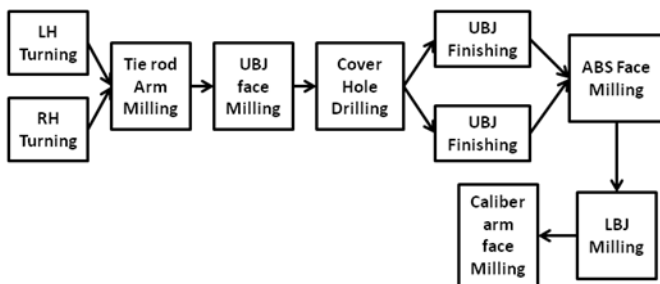 LH
Turning
RH
Turning
Tie rod
Arm
Milling
UBJ
face
Milling
Cover
Hole
Drilling
UBJ
Finishing
UBJ
Finishing
ABS Face
Milling
LBJ
Milling
Caliber
arm
face
Milling